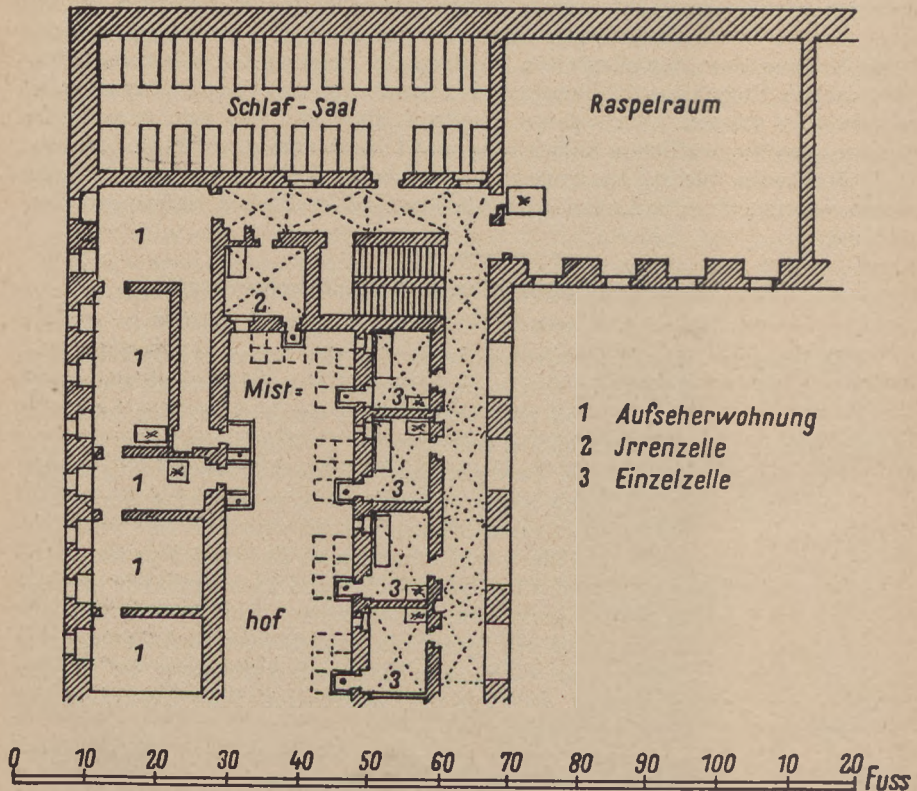 Schlaf-Saal
Raspelraum
1
2
1
Mist=
3
1 Aufseherwohnung
2 Jrrenzelle
3 Einzelzelle
1
3
1
3
hof
1
3
0 10 20 30 40 50 60 70 80 90 100 10 20 Fuss